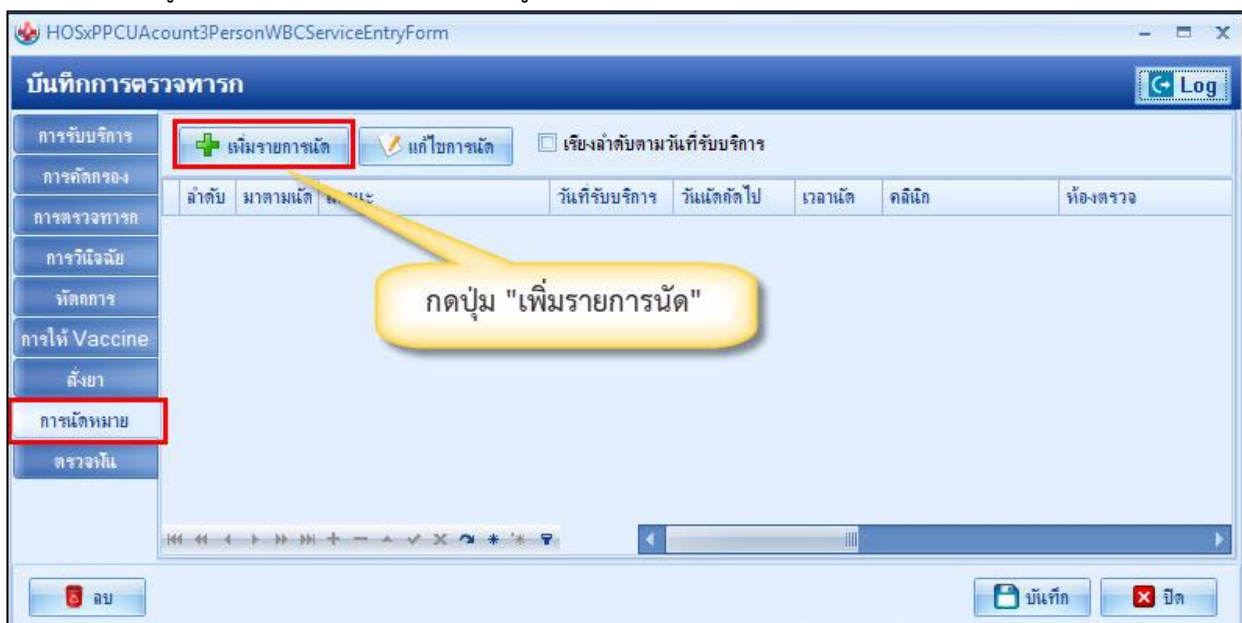 HOSxPPCUAccount3PersonWBCServiceEntryForm
บันทึกการตรวจทารก
Log
การรับบริการ
เพิ่มรายการนัด
แก้ไขการนัด
เรียงลำดับตามวันที่รับบริการ
การคัดกรอง
ลำดับ มาตามนัด วันที่รับบริการ วันนัดถัดไป เวลานัด คลินิก ห้องตรวจ
การตรวจทารก
การวินิจฉัย
หัตถการ
กดปุ่ม "เพิ่มรายการนัด"
การให้ Vaccine
สั่งยา
การนัดหมาย
ตรวจฟัน
ลบ
บันทึก
ปิด